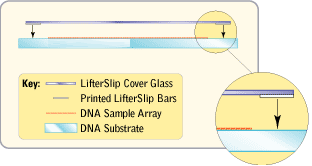 Key: LifterSlip Cover Glass
Printed LifterSlip Bars
DNA Sample Array
DNA Substrate